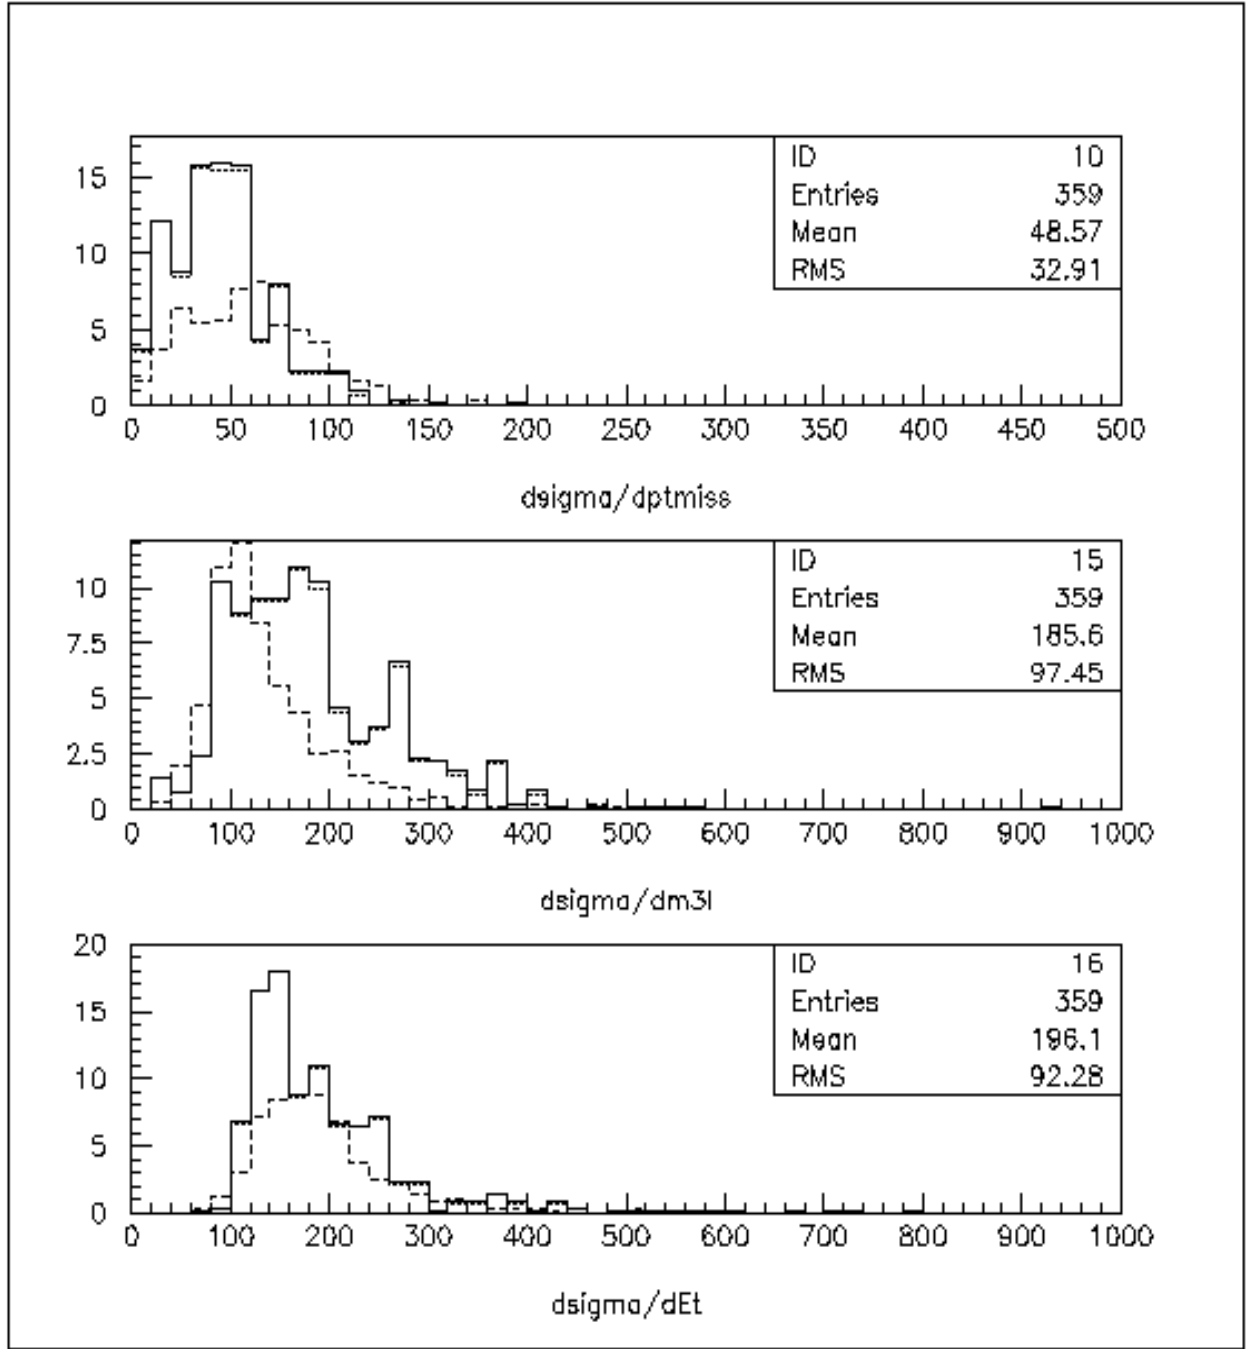 ID 10
Entries 359
Mean 48.57
RMS 32.91
15
10
5
0
0 50 100 150 200 250 300 350 400 450 500
dsigma/dptmiss
ID 15
Entries 359
Mean 185.6
RMS 97.45
10
7.5
5
2.5
0
0 100 200 300 400 500 600 700 800 900 1000
dsigma/dm3l
ID 16
Entries 359
Mean 196.1
RMS 92.28
20
15
10
5
0
0 100 200 300 400 500 600 700 800 900 1000
dsigma/dEt